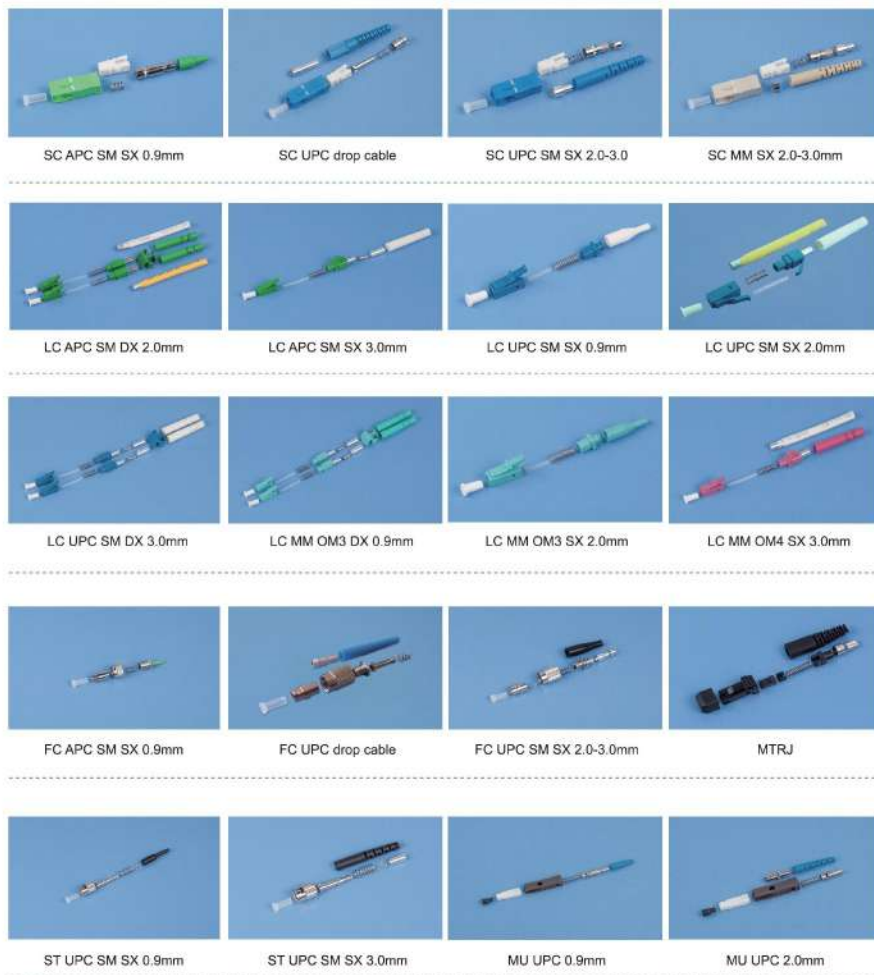 SC APC SM SX 0.9mm
SC UPC drop cable
SC UPC SM SX 2.0-3.0
SC MM SX 2.0-3.0mm
LC APC SM DX 2.0mm
LC APC SM SX 3.0mm
LC UPC SM SX 0.9mm
LC UPC SM SX 2.0mm
LC UPC SM DX 3.0mm
LC MM OM3 DX 0.9mm
LC MM OM3 SX 2.0mm
LC MM OM4 SX 3.0mm
FC APC SM SX 0.9mm
FC UPC drop cable
FC UPC SM SX 2.0-3.0mm
MTRJ
ST UPC SM SX 0.9mm
ST UPC SM SX 3.0mm
MU UPC 0.9mm
MU UPC 2.0mm